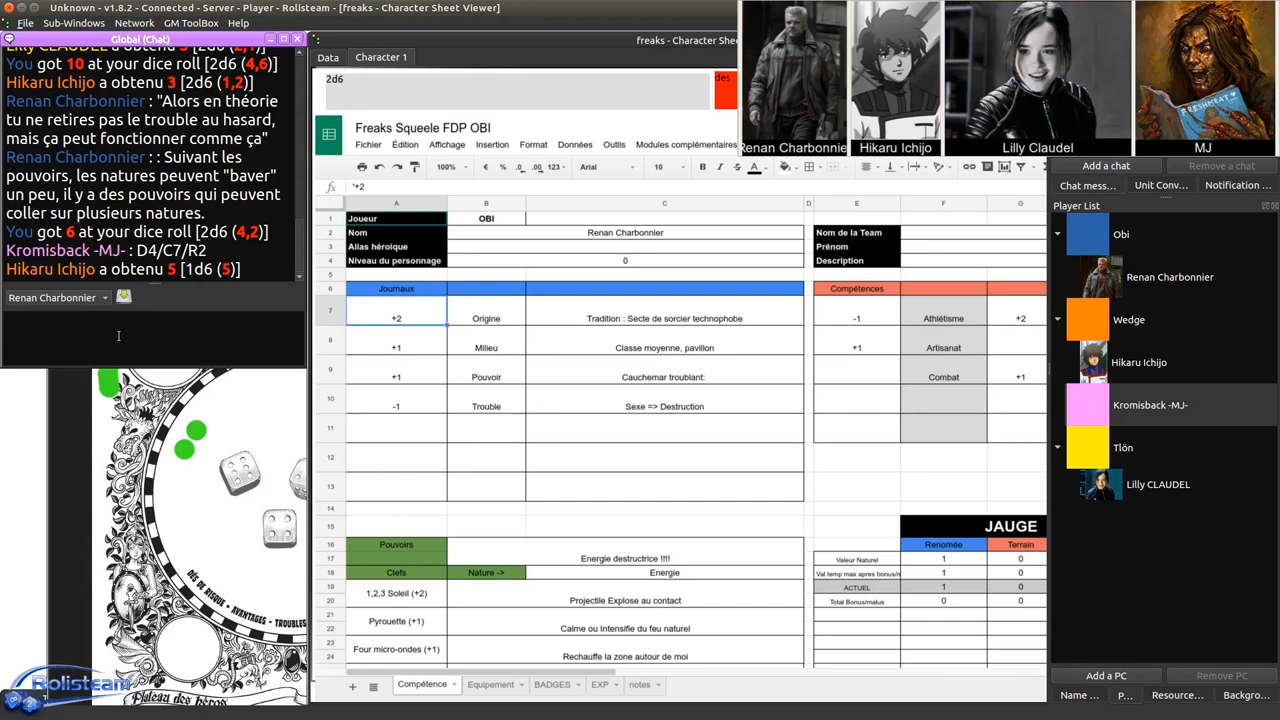 Unknown - v1.8.2 - Connected - Server - Player - Rolisteam - [freaks - Character Sheet Viewer]
File Sub-Windows Network GM ToolBox Help
Global (Chat)
You got 10 at your dice roll [2d6 (4,6)]
Hikaru Ichijo a obtenu 3 [2d6 (1,2)]
Renan Charbonnier : "Alors en théorie
tu ne retires pas le trouble au hasard,
mais ça peut fonctionner comme ça"
Renan Charbonnier : : Suivant les
pouvoirs, les natures peuvent "baver"
un peu, il y a des pouvoirs qui peuvent
coller sur plusieurs natures.
You got 6 at your dice roll [2d6 (4,2)]
Kromisback -MJ- : D4/C7/R2
Hikaru Ichijo a obtenu 5 [1d6 (5)]
Renan Charbonnier
DÉS DE RISQUE • AVANTAGES • TROUBLES
Plateau des héros
Rolisteam
freaks - Character She
Data Character 1
2d6
des
Freaks Squeele FDP OBI
Fichier Édition Affichage Insertion Format Données Outils Modules complémentaires
100% € % .0 .00 123 Arial 10 B I S A
fx '+2
A B C D E F G
1 Joueur OBI
2 Nom Renan Charbonnier Nom de la Team
3 Alias héroique Prénom
4 Niveau du personnage 0 Description
5
6 Journaux Compétences
7 +2 Origine Tradition : Secte de sorcier technophobe -1 Athlétisme +2
8 +1 Milieu Classe moyenne, pavillon +1 Artisanat
9 +1 Pouvoir Cauchemar troublant: Combat +1
10 -1 Trouble Sexe => Destruction
11
12
13
14
15 JAUGE
16 Pouvoirs Renomée Terrain
17 Energie destructrice !!!! Valeur Naturel 1 0
18 Clefs Nature -> Energie Val temp max apres bonus/m 1 0
19 1,2,3 Soleil (+2) ACTUEL 1 0
20 Projectile Explose au contact Total Bonus/malus 0 0
21 Pyrouette (+1)
22 Calme ou Intensifie du feu naturel
23 Four micro-ondes (+1)
24 Rechauffe la zone autour de moi
Compétence Equipement BADGES EXP notes
Renan Charbonnie Hikaru Ichijo Lilly Claudel MJ
FRESHMEAT
Add a chat Remove a chat
Chat mess... Unit Conv... Notification ...
Player List
Obi
Renan Charbonnier
Wedge
Hikaru Ichijo
Kromisback -MJ-
Tlön
Lilly CLAUDEL
Add a PC Remove PC
Name ... P... Resource... Backgro...